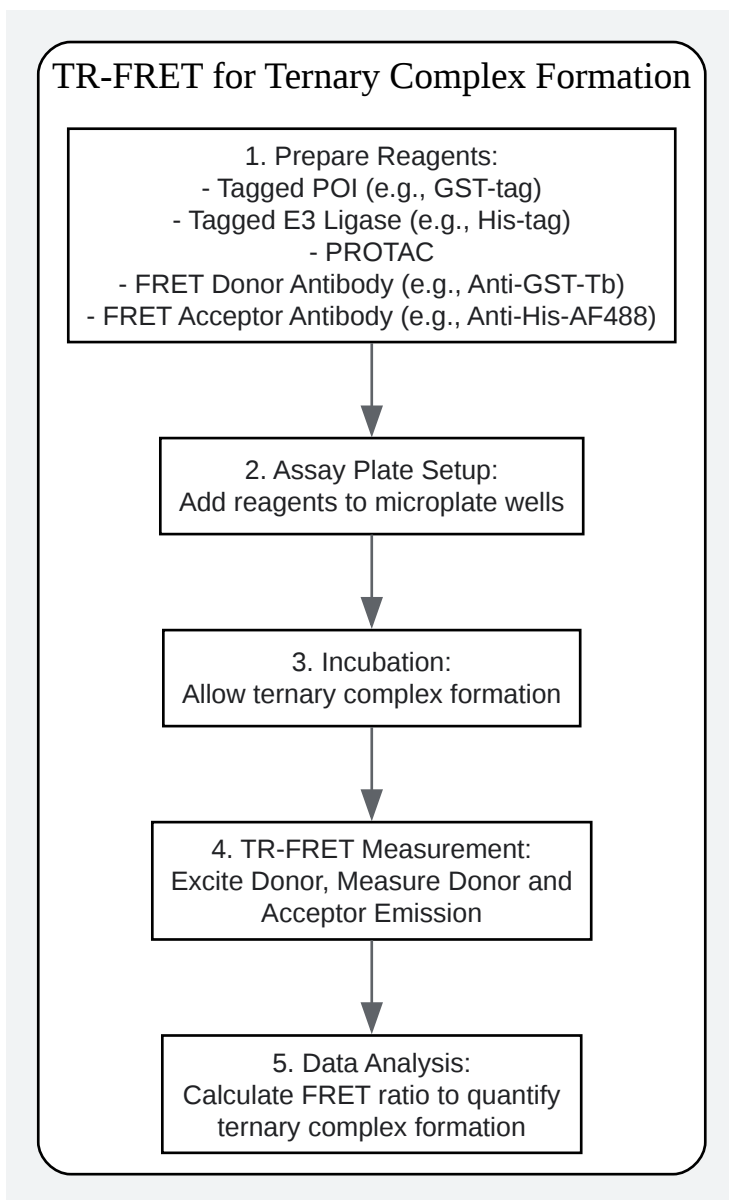 TR-FRET for Ternary Complex Formation
1. Prepare Reagents:
- Tagged POI (e.g., GST-tag)
- Tagged E3 Ligase (e.g., His-tag)
- PROTAC
- FRET Donor Antibody (e.g., Anti-GST-Tb)
- FRET Acceptor Antibody (e.g., Anti-His-AF488)
2. Assay Plate Setup:
Add reagents to microplate wells
3. Incubation:
Allow ternary complex formation
4. TR-FRET Measurement:
Excite Donor, Measure Donor and
Acceptor Emission
5. Data Analysis:
Calculate FRET ratio to quantify
ternary complex formation